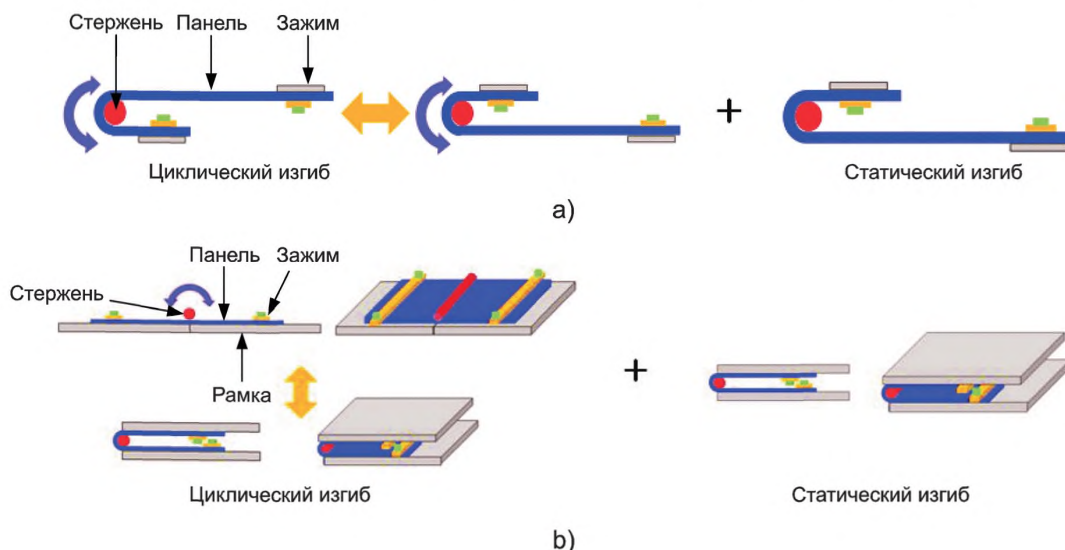 Стержень Панель Зажим
+
Циклический изгиб Статический изгиб
a)
Панель Зажим
Стержень
+
Рамка
Циклический изгиб Статический изгиб
b)